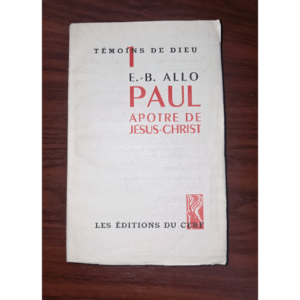 TÉMOINS DE DIEU
1
E.-B. ALLO
PAUL
APOTRE DE
JÉSUS-CHRIST
LES ÉDITIONS DU CERF